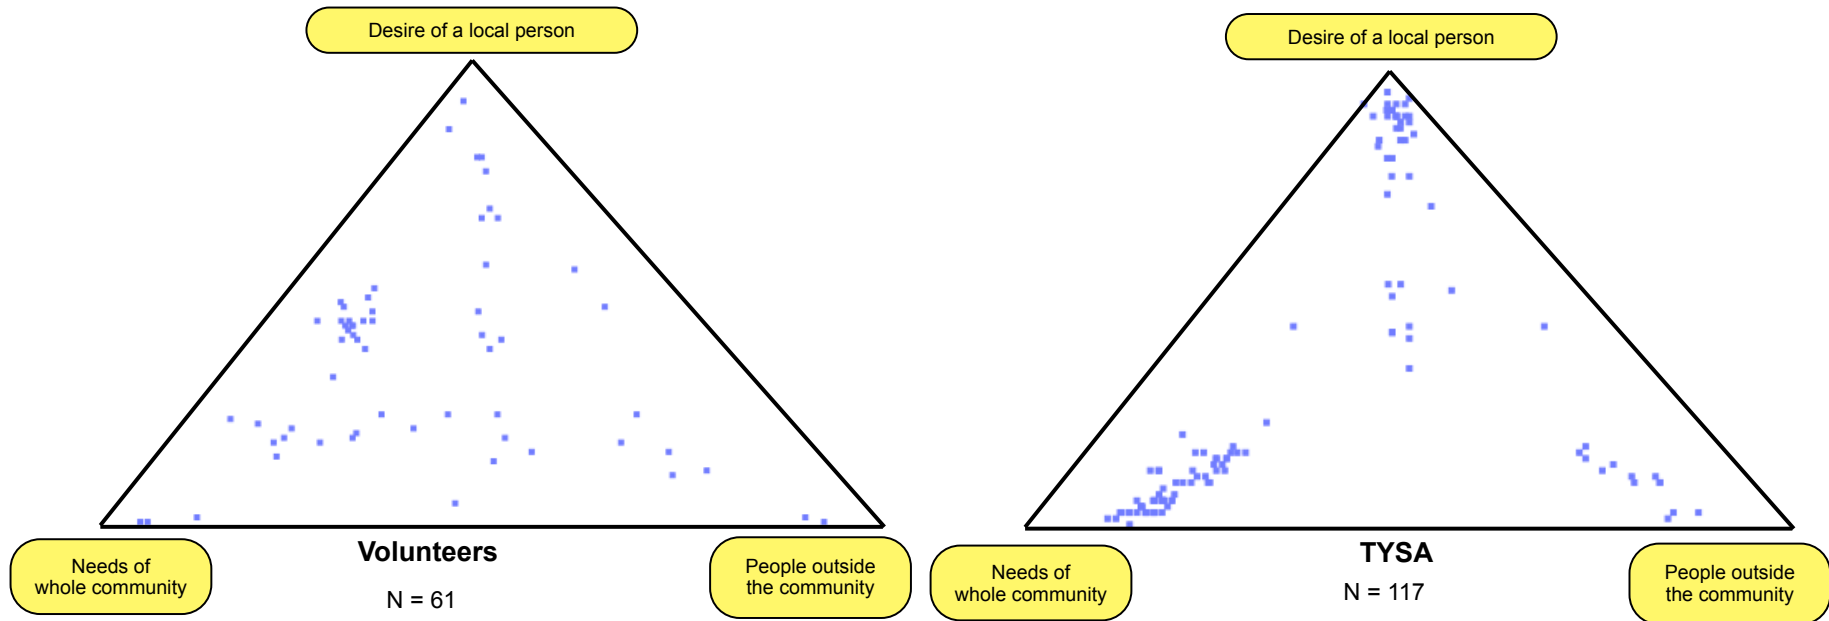 Desire of a local person
Needs of
whole community
Volunteers
N = 61
People outside
the community
Desire of a local person
Needs of
whole community
TYSA
N = 117
People outside
the community